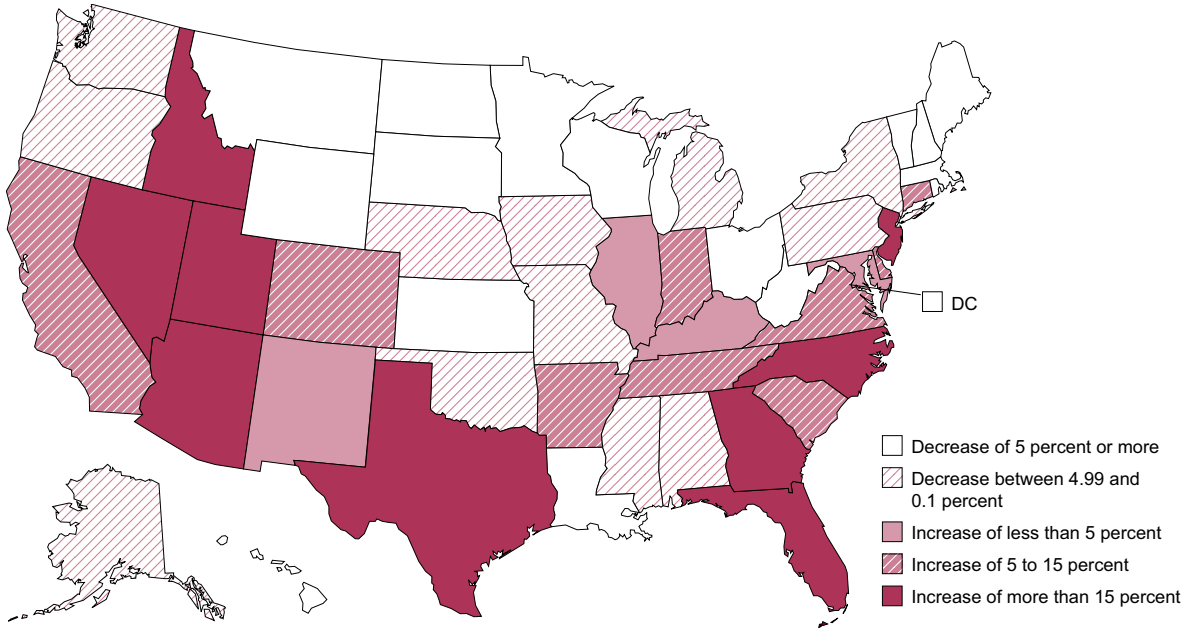 DC
Decrease of 5 percent or more
Decrease between 4.99 and
0.1 percent
Increase of less than 5 percent
Increase of 5 to 15 percent
Increase of more than 15 percent